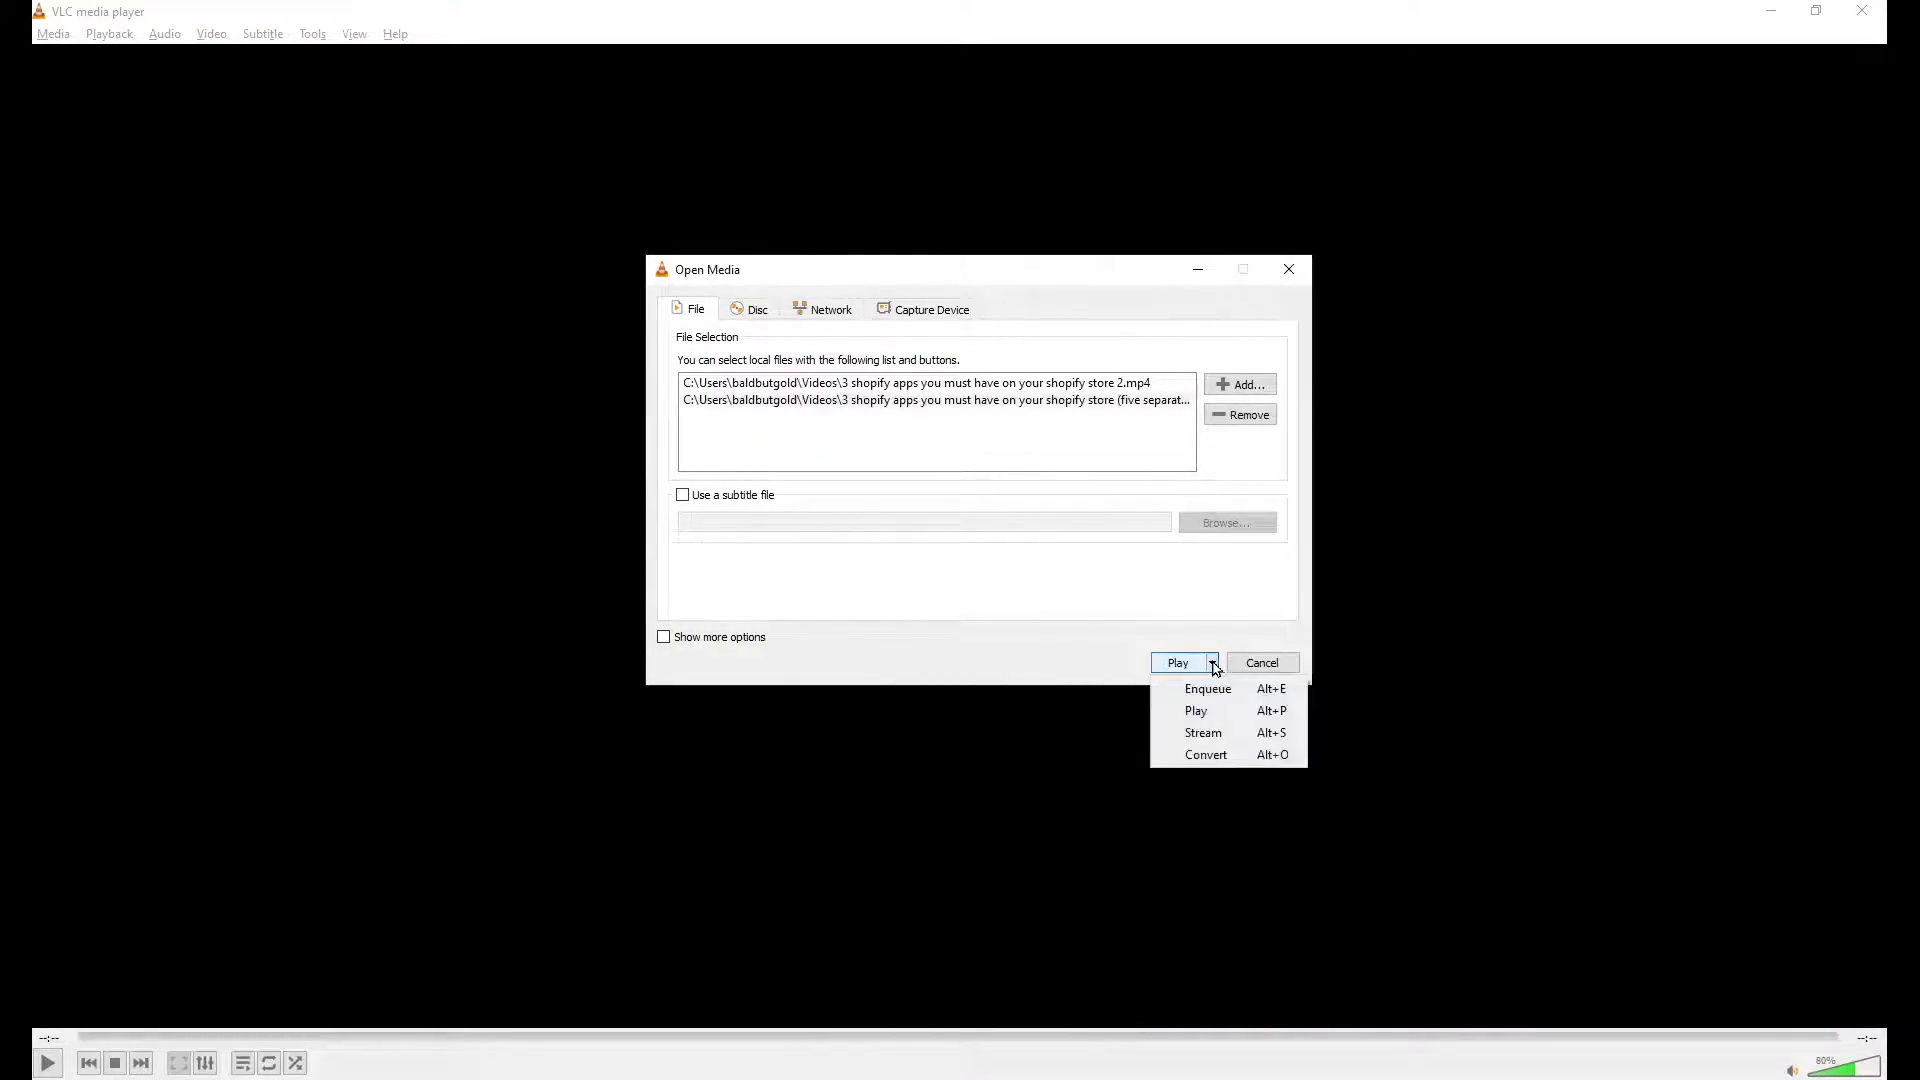 VLC media player
Media Playback Audio Video Subtitle Tools View Help
Open Media
File Disc Network Capture Device
File Selection
You can select local files with the following list and buttons.
C:\Users\baldbutgold\Videos\3 shopify apps you must have on your shopify store 2.mp4
C:\Users\baldbutgold\Videos\3 shopify apps you must have on your shopify store (five separat...
Add...
Remove
Use a subtitle file
Browse...
Show more options
Play Cancel
Enqueue Alt+E
Play Alt+P
Stream Alt+S
Convert Alt+O
--:-- --:--
80%